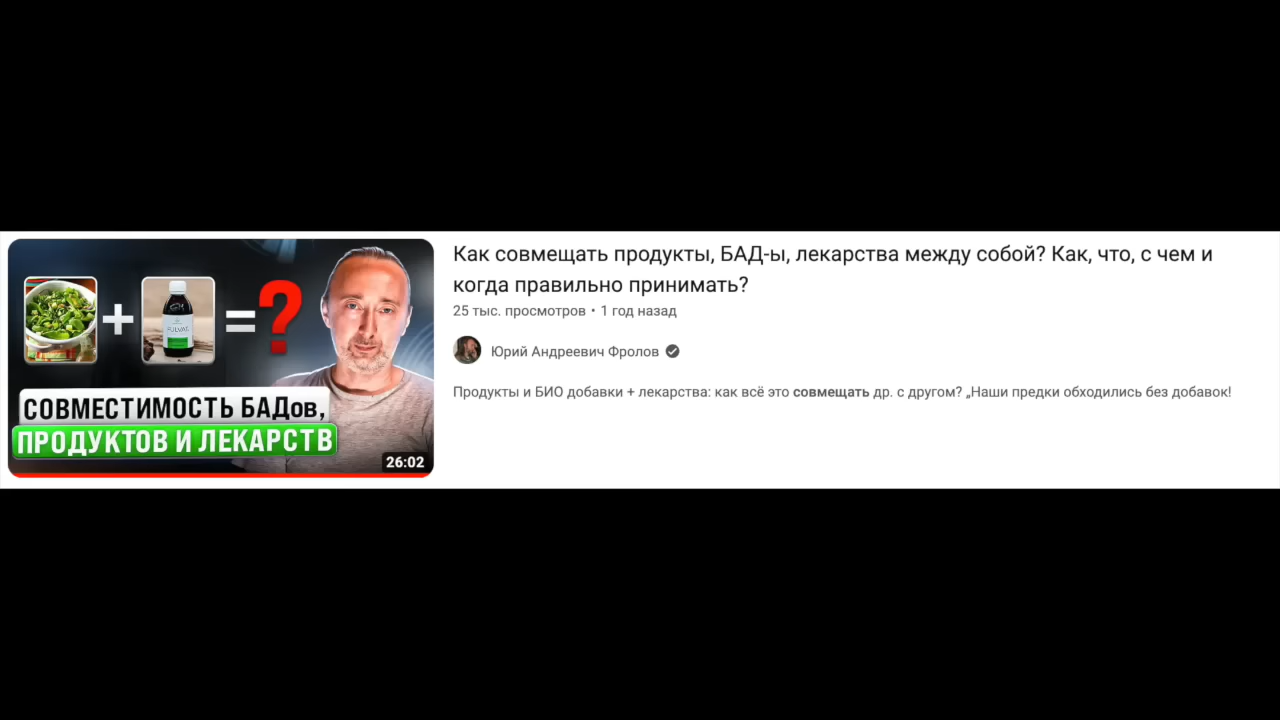 FULVAT
СОВМЕСТИМОСТЬ БАДов,
ПРОДУКТОВ И ЛЕКАРСТВ
26:02
Как совмещать продукты, БАД-ы, лекарства между собой? Как, что, с чем и
когда правильно принимать?
25 тыс. просмотров • 1 год назад
Юрий Андреевич Фролов
Продукты и БИО добавки + лекарства: как всё это совмещать др. с другом? „Наши предки обходились без добавок!